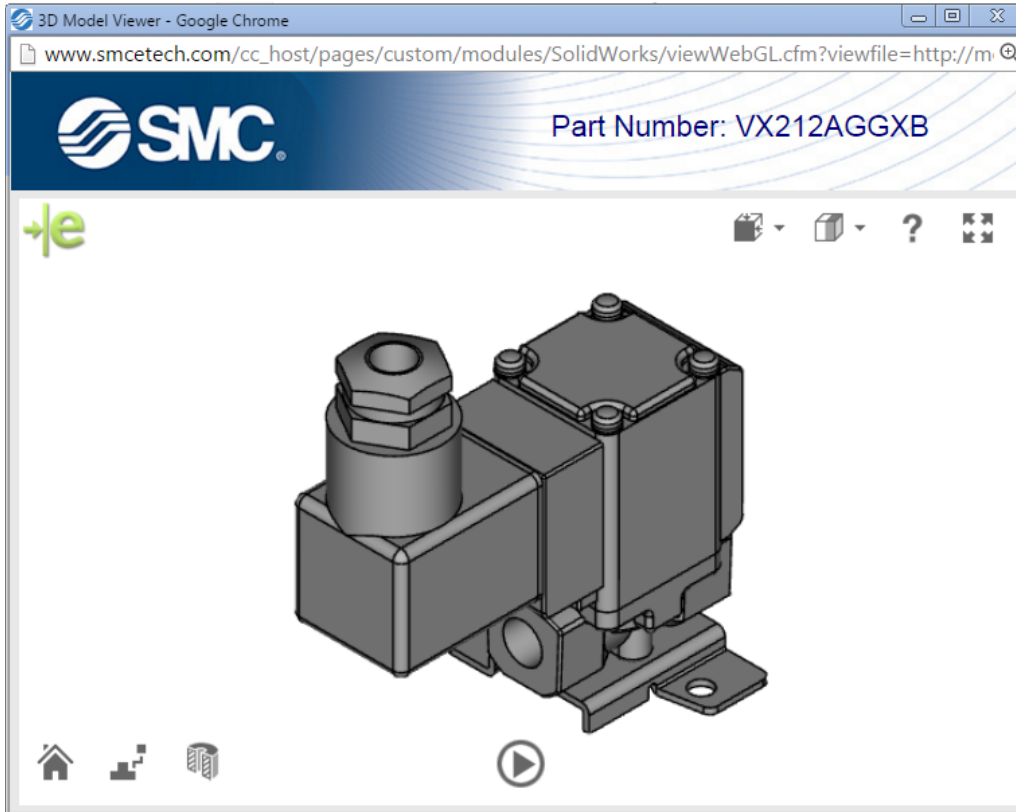 3D Model Viewer - Google Chrome
www.smcetech.com/cc_host/pages/custom/modules/SolidWorks/viewWebGL.cfm?viewfile=http://m
SMC.
Part Number: VX212AGGXB
e
?